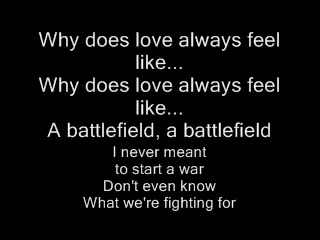 Why does love always feel
like...
Why does love always feel
like...
A battlefield, a battlefield
I never meant
to start a war
Don't even know
What we're fighting for